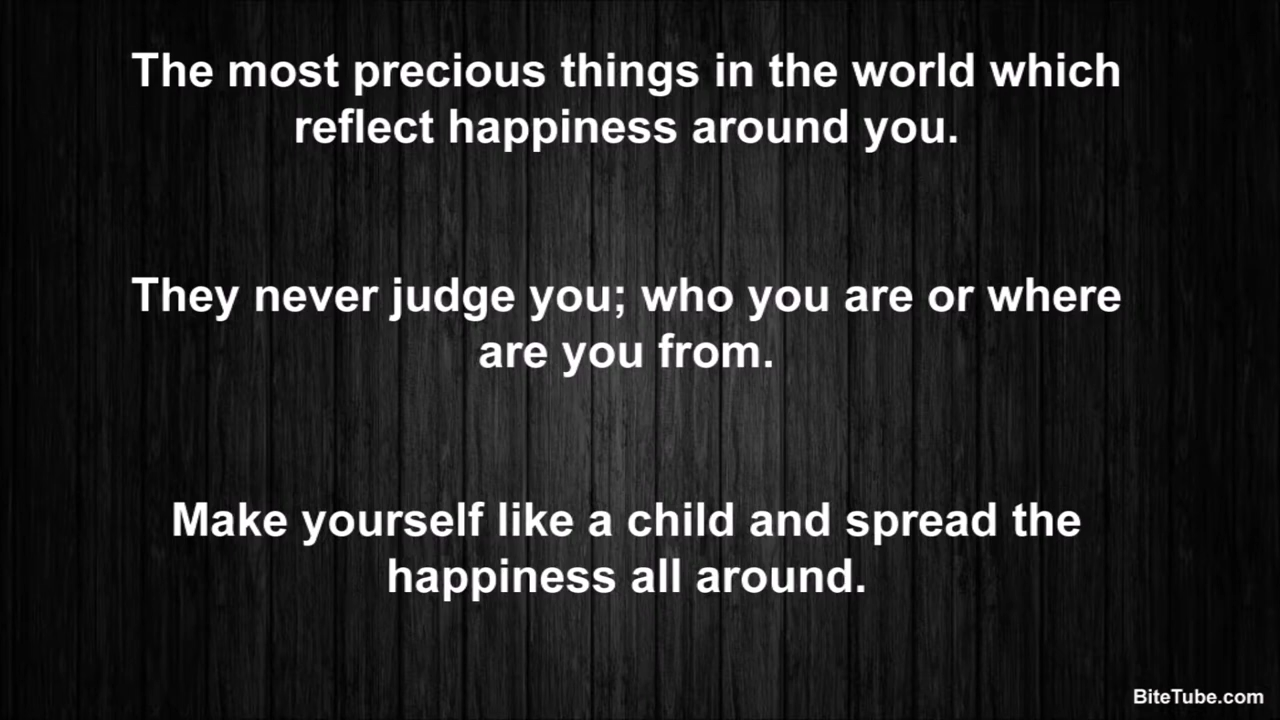 The most precious things in the world which
reflect happiness around you.
They never judge you; who you are or where
are you from.
Make yourself like a child and spread the
happiness all around.
BiteTube.com